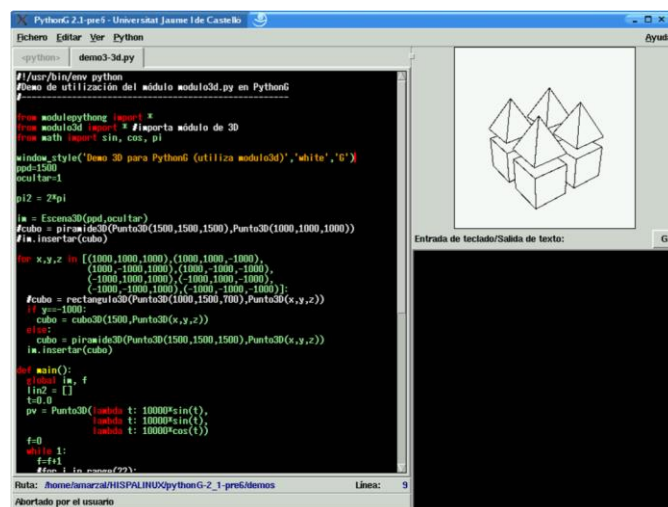 PythonG 2.1-pre6 - Universitat Jaume I de Castello
Fichero Editar Ver Python
Ayuda
<python> demo3-3d.py
#!/usr/bin/env python
#Demo de utilización del módulo modulo3d.py en PythonG
#------------------------------------------------------
from modulepythong import *
from modulo3d import * #importa módulo de 3D
from math import sin, cos, pi
window_style('Demo 3D para PythonG (utiliza modulo3d)','white','G')
ppd=1500
ocultar=1
pi2 = 2*pi
im = Escena3D(ppd,ocultar)
#cubo = piramide3D(Punto3D(1500,1500,1500),Punto3D(1000,1000,1000))
#im.insertar(cubo)
for x,y,z in [(1000,1000,1000),(1000,1000,-1000),
(1000,-1000,1000),(1000,-1000,-1000),
(-1000,1000,1000),(-1000,1000,-1000),
(-1000,-1000,1000),(-1000,-1000,-1000)]:
#cubo = rectangulo3D(Punto3D(1000,1500,700),Punto3D(x,y,z))
if y==-1000:
cubo = cubo3D(1500,Punto3D(x,y,z))
else:
cubo = piramide3D(Punto3D(1500,1500,1500),Punto3D(x,y,z))
im.insertar(cubo)
def main():
global im, f
lin2 = []
t=0.0
pv = Punto3D(lambda t: 10000*sin(t),
lambda t: 10000*sin(t),
lambda t: 10000*cos(t))
f=0
while 1:
f=f+1
#for i in range(22):
Ruta: /home/amarzal/HISPALINUX/pythonG-2_1-pre6/demos Línea: 9
Abortado por el usuario
Entrada de teclado/Salida de texto:
G